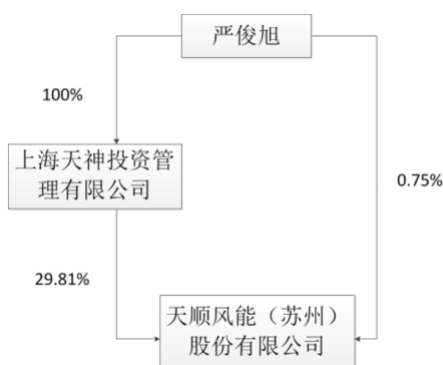 严俊旭
100%
上海天神投资管
理有限公司
0.75%
29.81%
天顺风能（苏州）
股份有限公司